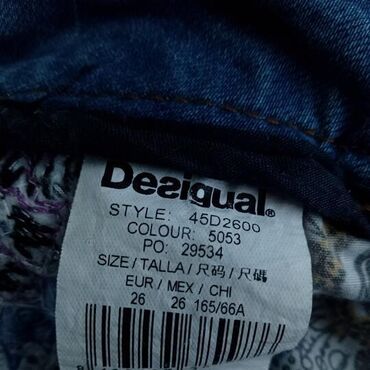 Desigual®
STYLE: 45D2600
COLOUR: 5053
PO: 29534
SIZE / TALLA / 尺码 / 尺碼
EUR / MEX / CHI
26 26 165/66A